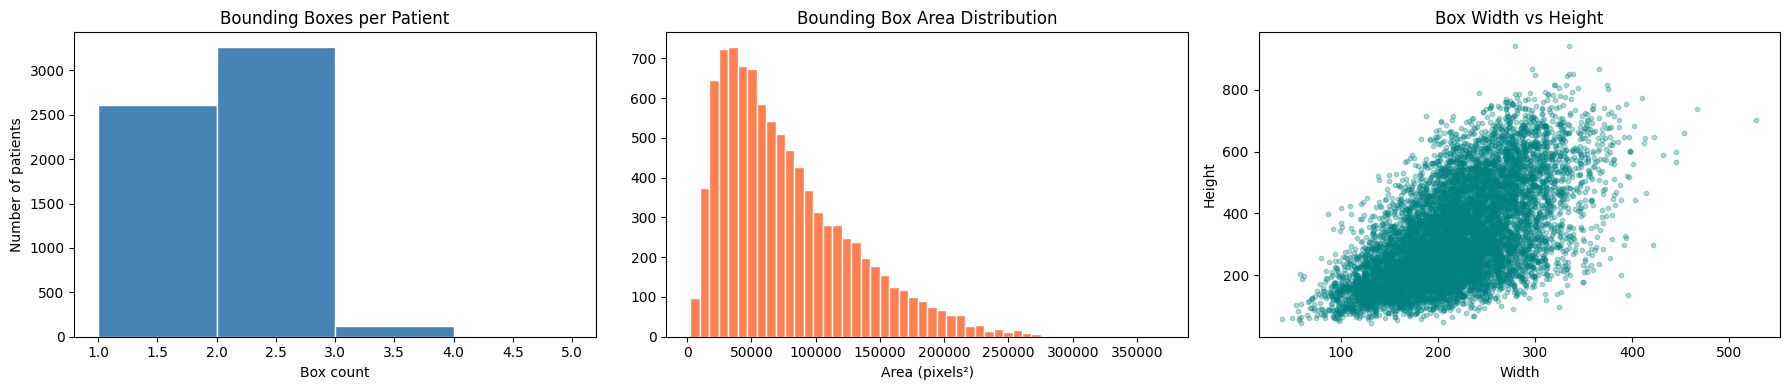 Bounding Boxes per Patient
Number of patients
3000
2500
2000
1500
1000
500
0
1.0 1.5 2.0 2.5 3.0 3.5 4.0 4.5 5.0
Box count
Bounding Box Area Distribution
700
600
500
400
300
200
100
0
0 50000 100000 150000 200000 250000 300000 350000
Area (pixels²)
Box Width vs Height
Height
800
600
400
200
100 200 300 400 500
Width